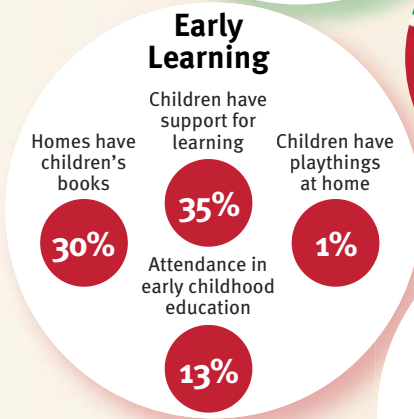 Early
Learning
Children have
support for
learning
35%
Homes have
children's
books
30%
Children have
playthings
at home
1%
Attendance in
early childhood
education
13%